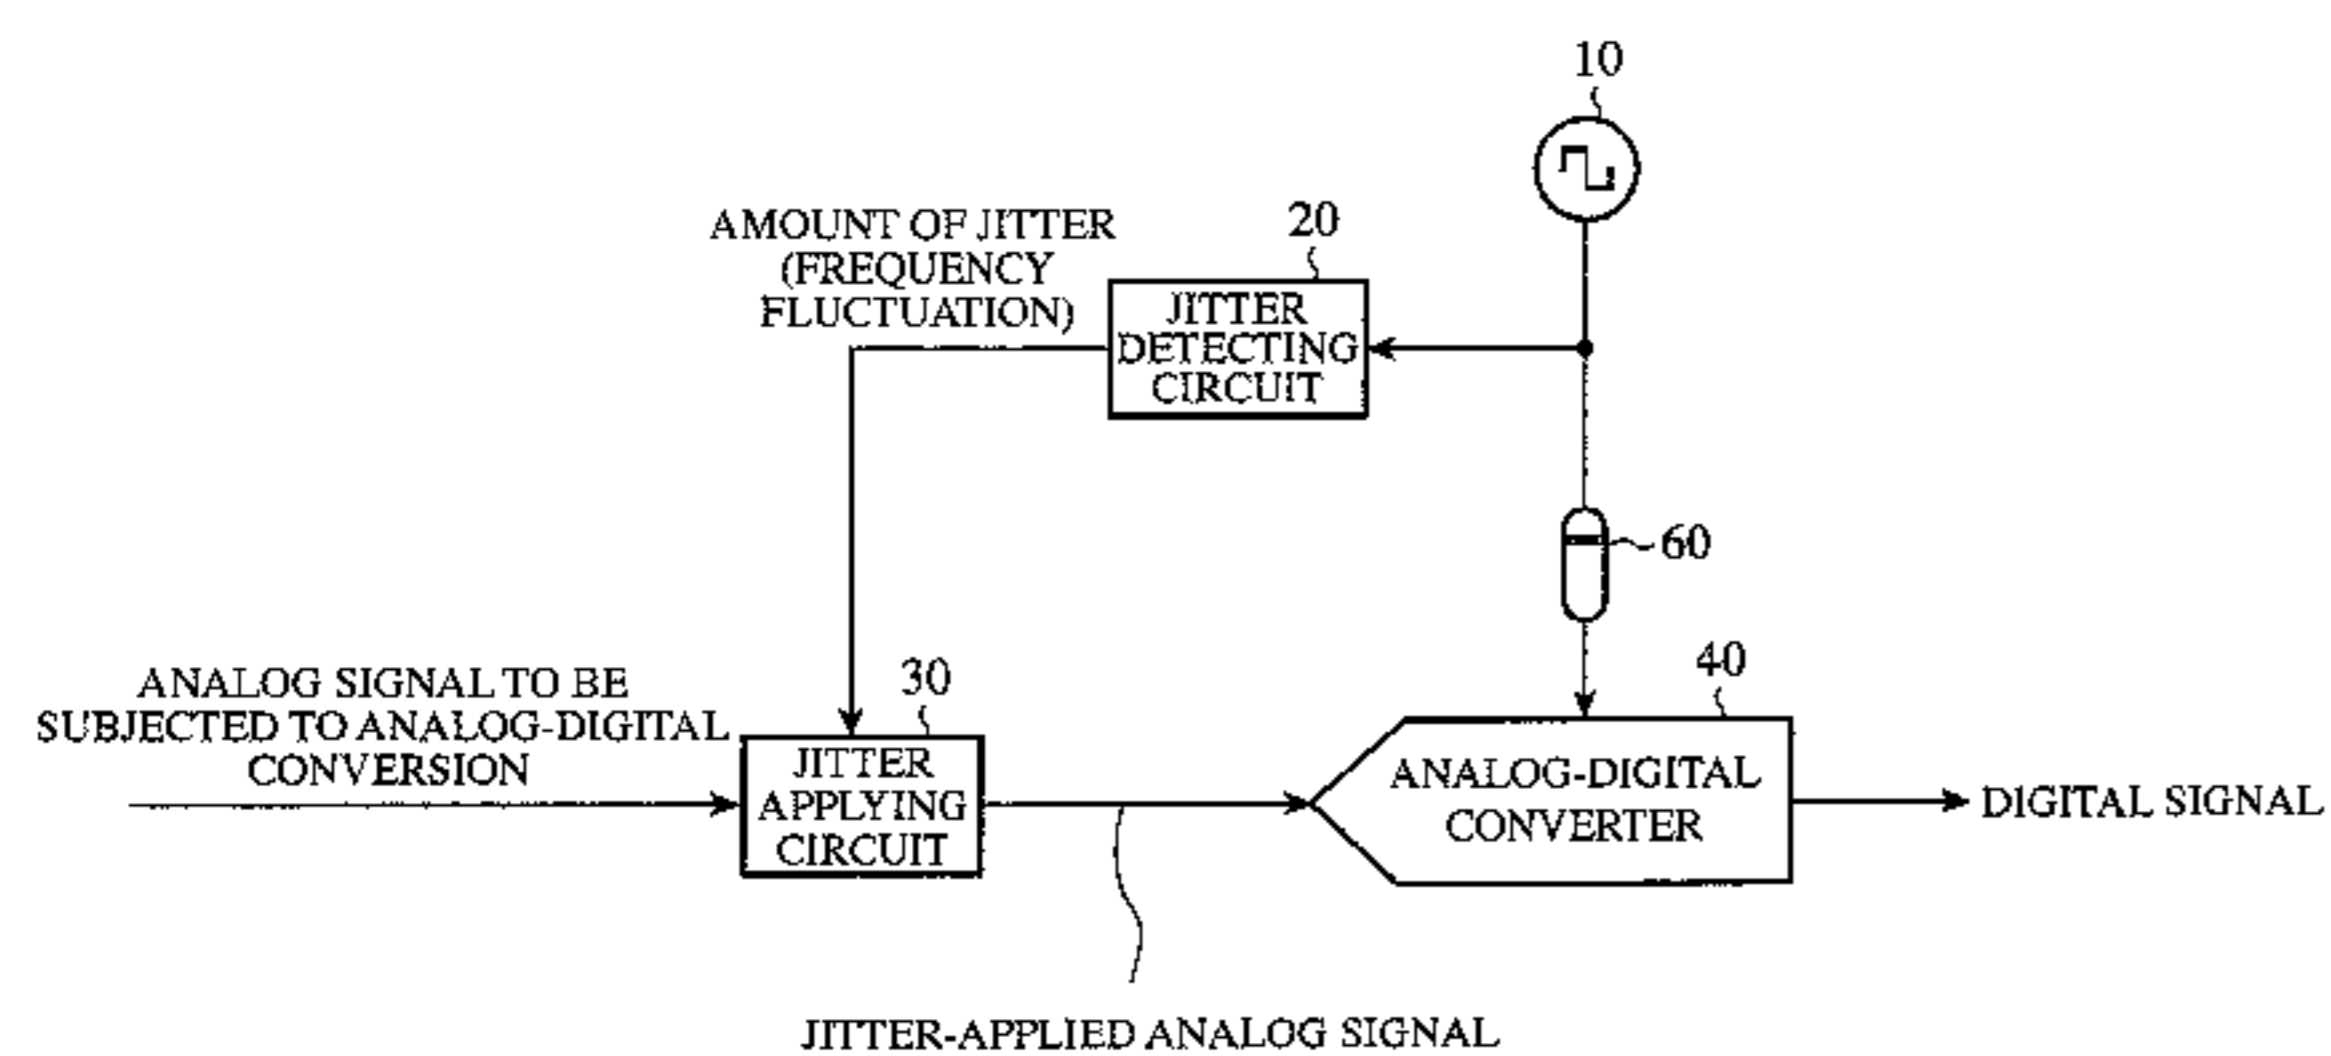 10
20
AMOUNT OF JITTER
(FREQUENCY
FLUCTUATION)
JITTER
DETECTING
CIRCUIT
60
40
30
ANALOG SIGNAL TO BE
SUBJECTED TO ANALOG-DIGITAL
CONVERSION
JITTER
APPLYING
CIRCUIT
ANALOG-DIGITAL
CONVERTER
DIGITAL SIGNAL
JITTER-APPLIED ANALOG SIGNAL